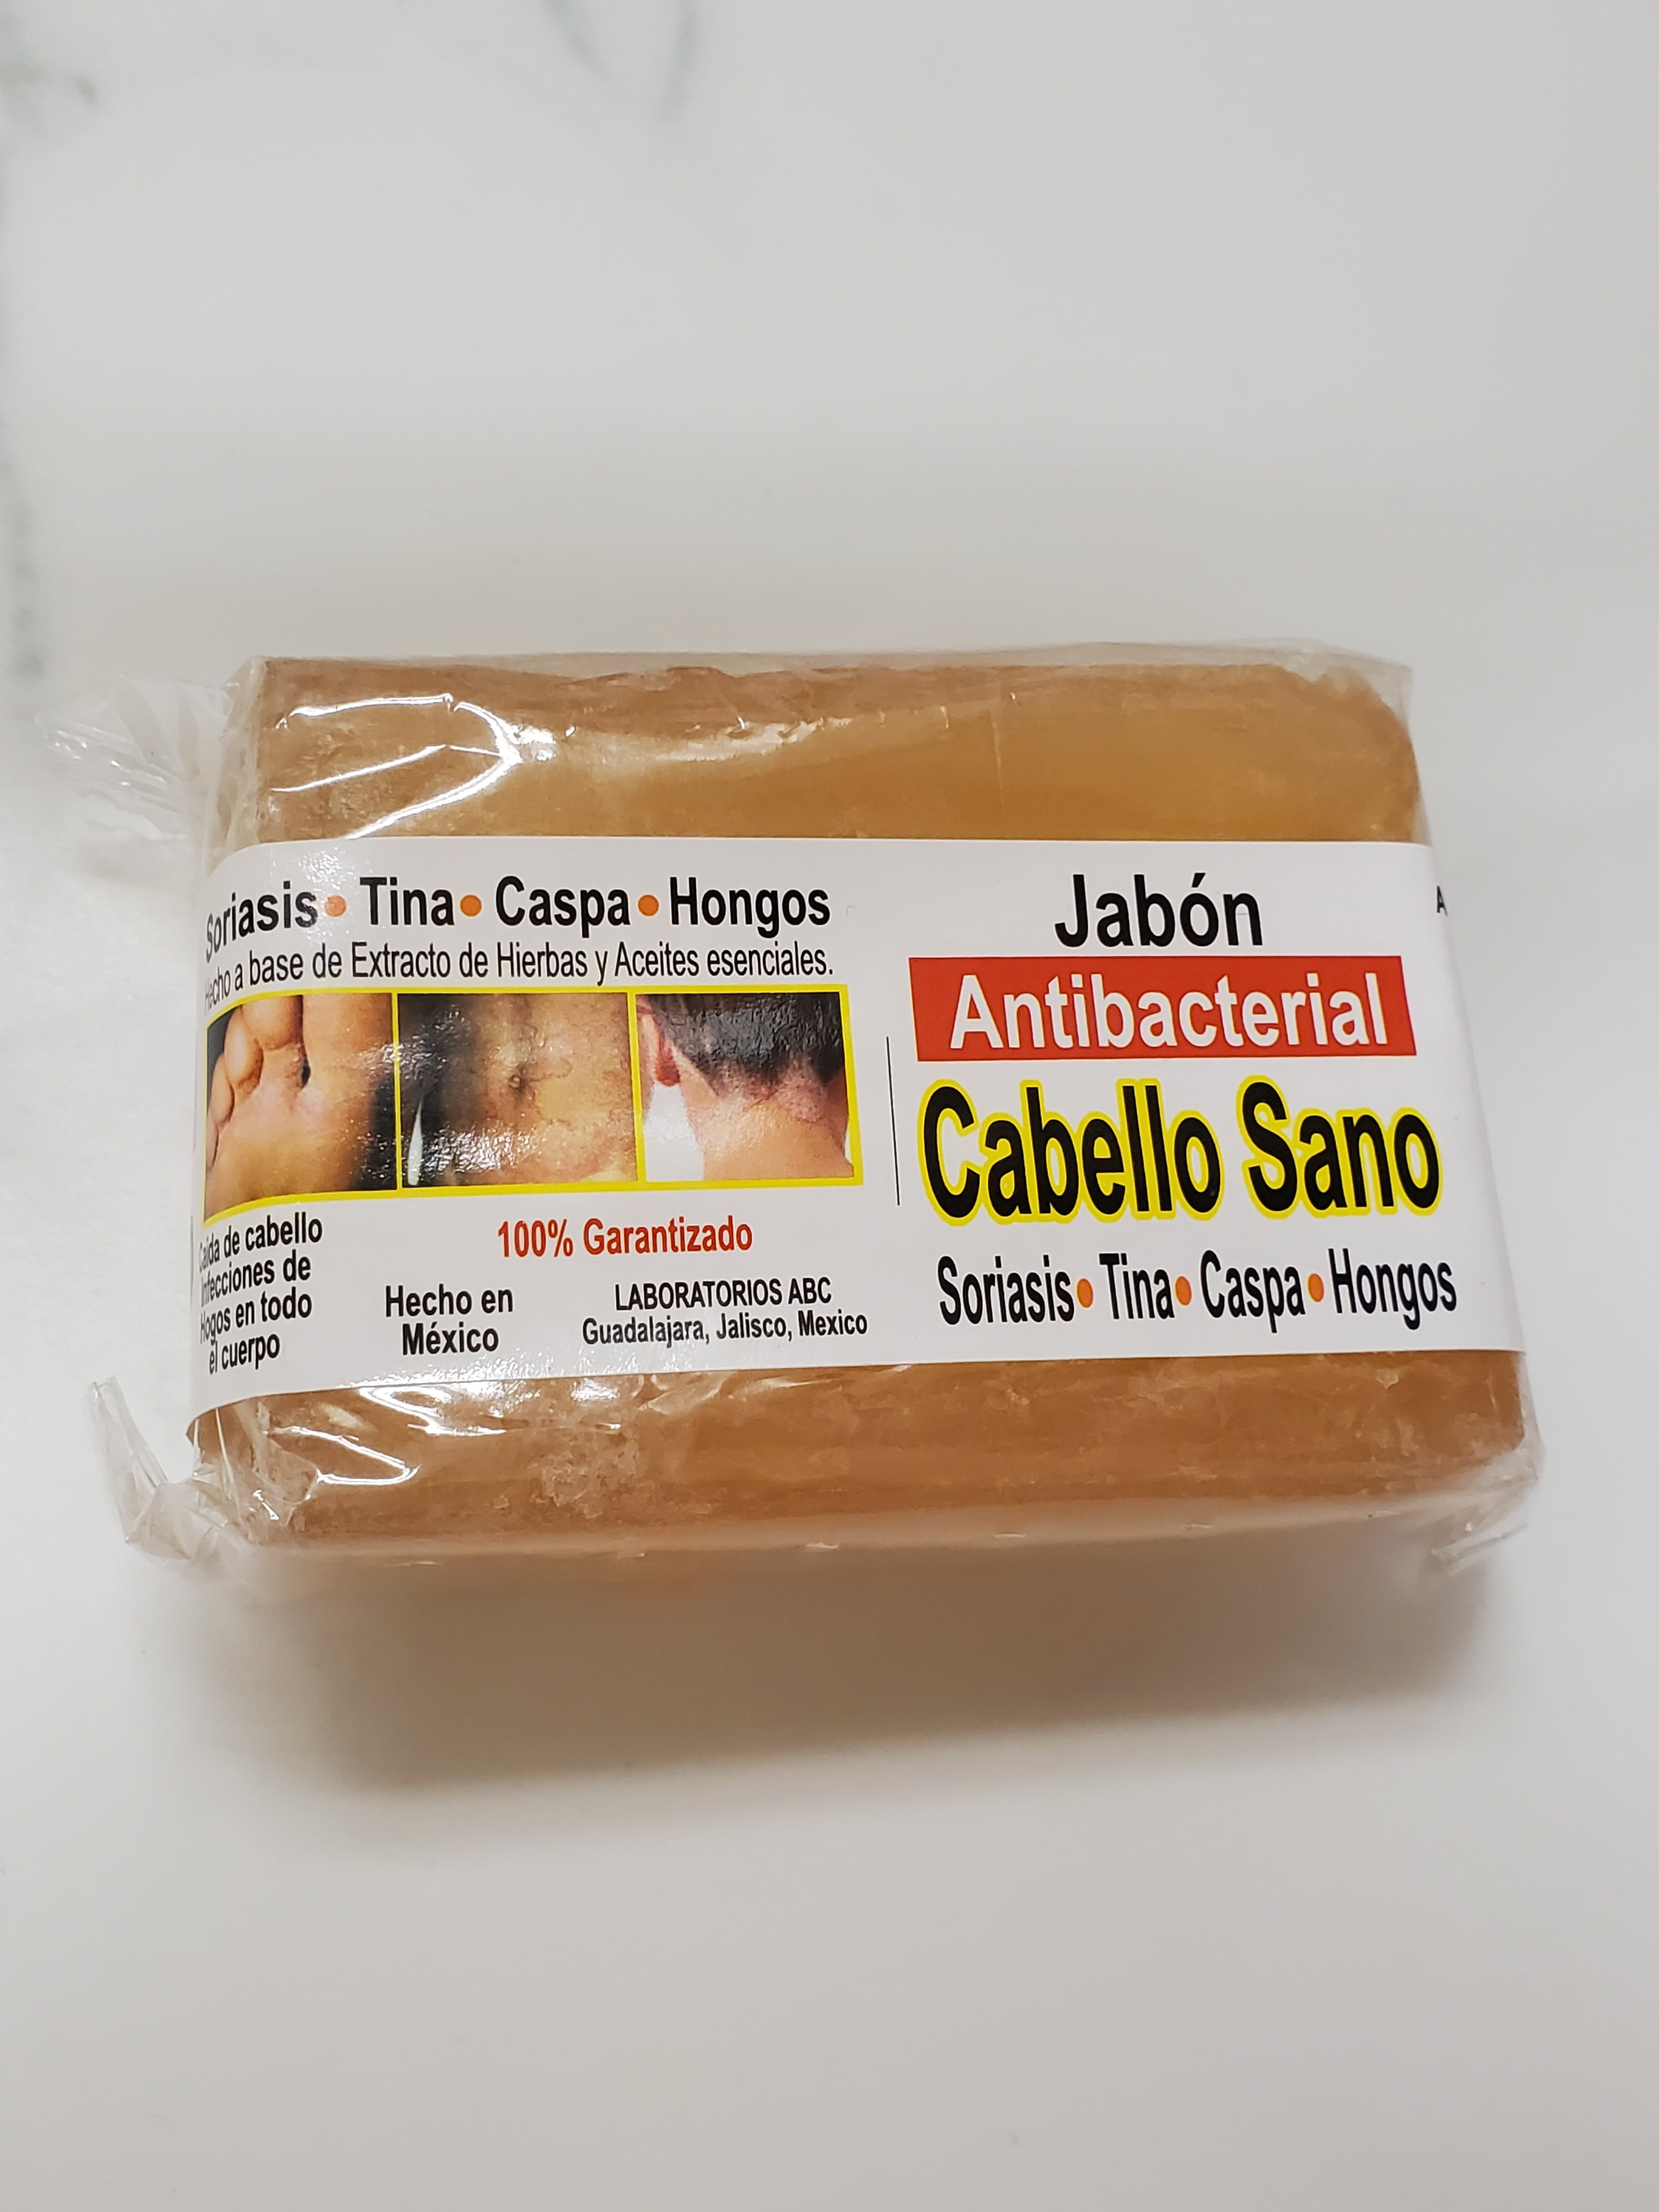 Soriasis • Tina • Caspa • Hongos
Hecho a base de Extracto de Hierbas y Aceites esenciales.
Caida de cabello
infecciones de
Hogos en todo
el cuerpo
100% Garantizado
Hecho en
México
LABORATORIOS ABC
Guadalajara, Jalisco, Mexico
Jabón
Antibacterial
Cabello Sano
Soriasis • Tina • Caspa • Hongos